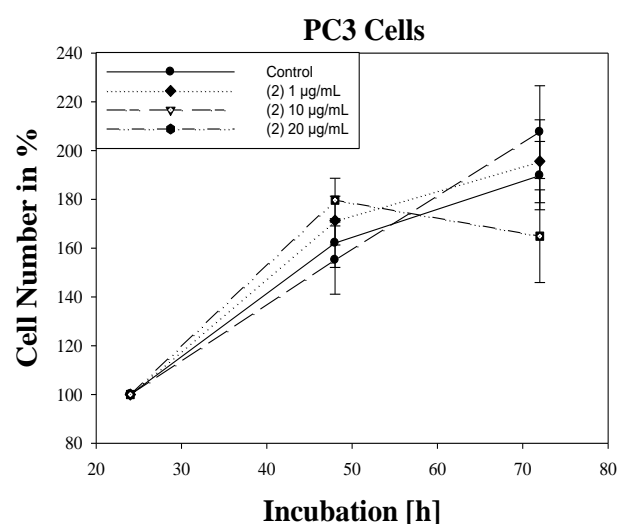 PC3 Cells
240
220
200
180
160
140
120
100
80
Cell Number in %
Control
(2) 1 µg/mL
(2) 10 µg/mL
(2) 20 µg/mL
20 30 40 50 60 70 80
Incubation [h]